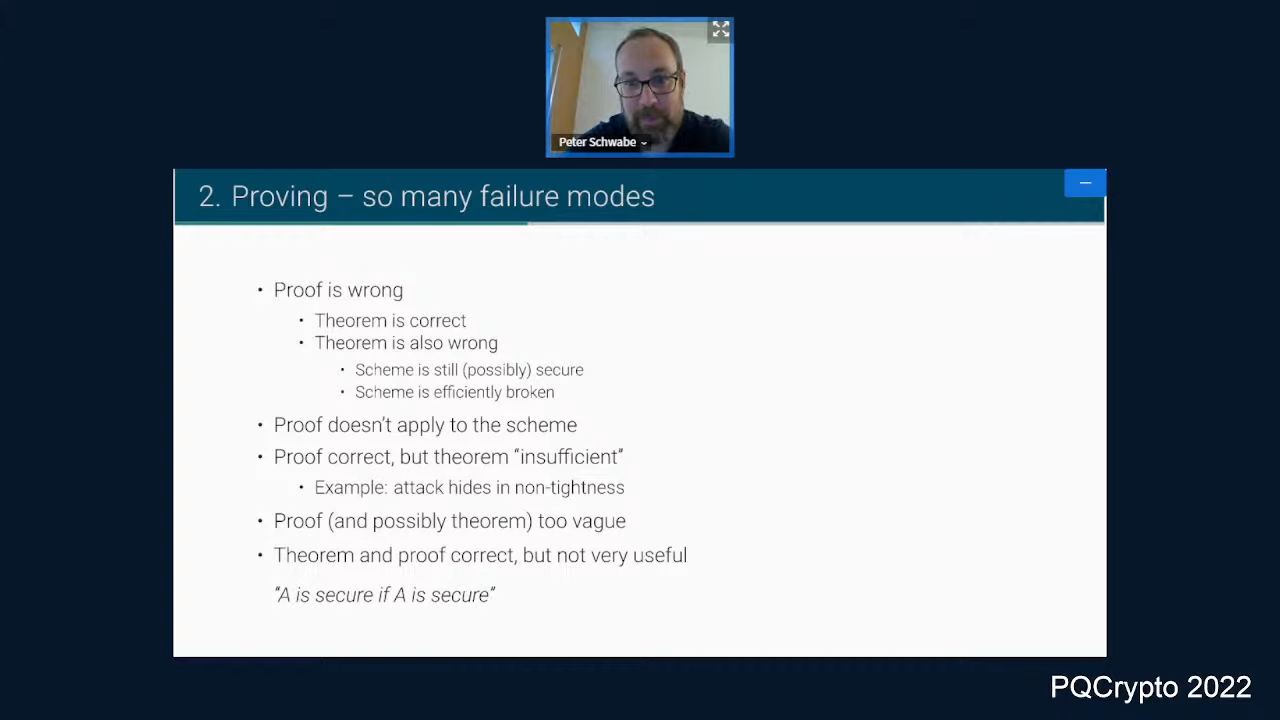 Peter Schwabe
2. Proving – so many failure modes
• Proof is wrong
• Theorem is correct
• Theorem is also wrong
• Scheme is still (possibly) secure
• Scheme is efficiently broken
• Proof doesn't apply to the scheme
• Proof correct, but theorem "insufficient"
• Example: attack hides in non-tightness
• Proof (and possibly theorem) too vague
• Theorem and proof correct, but not very useful
"A is secure if A is secure"
PQCrypto 2022